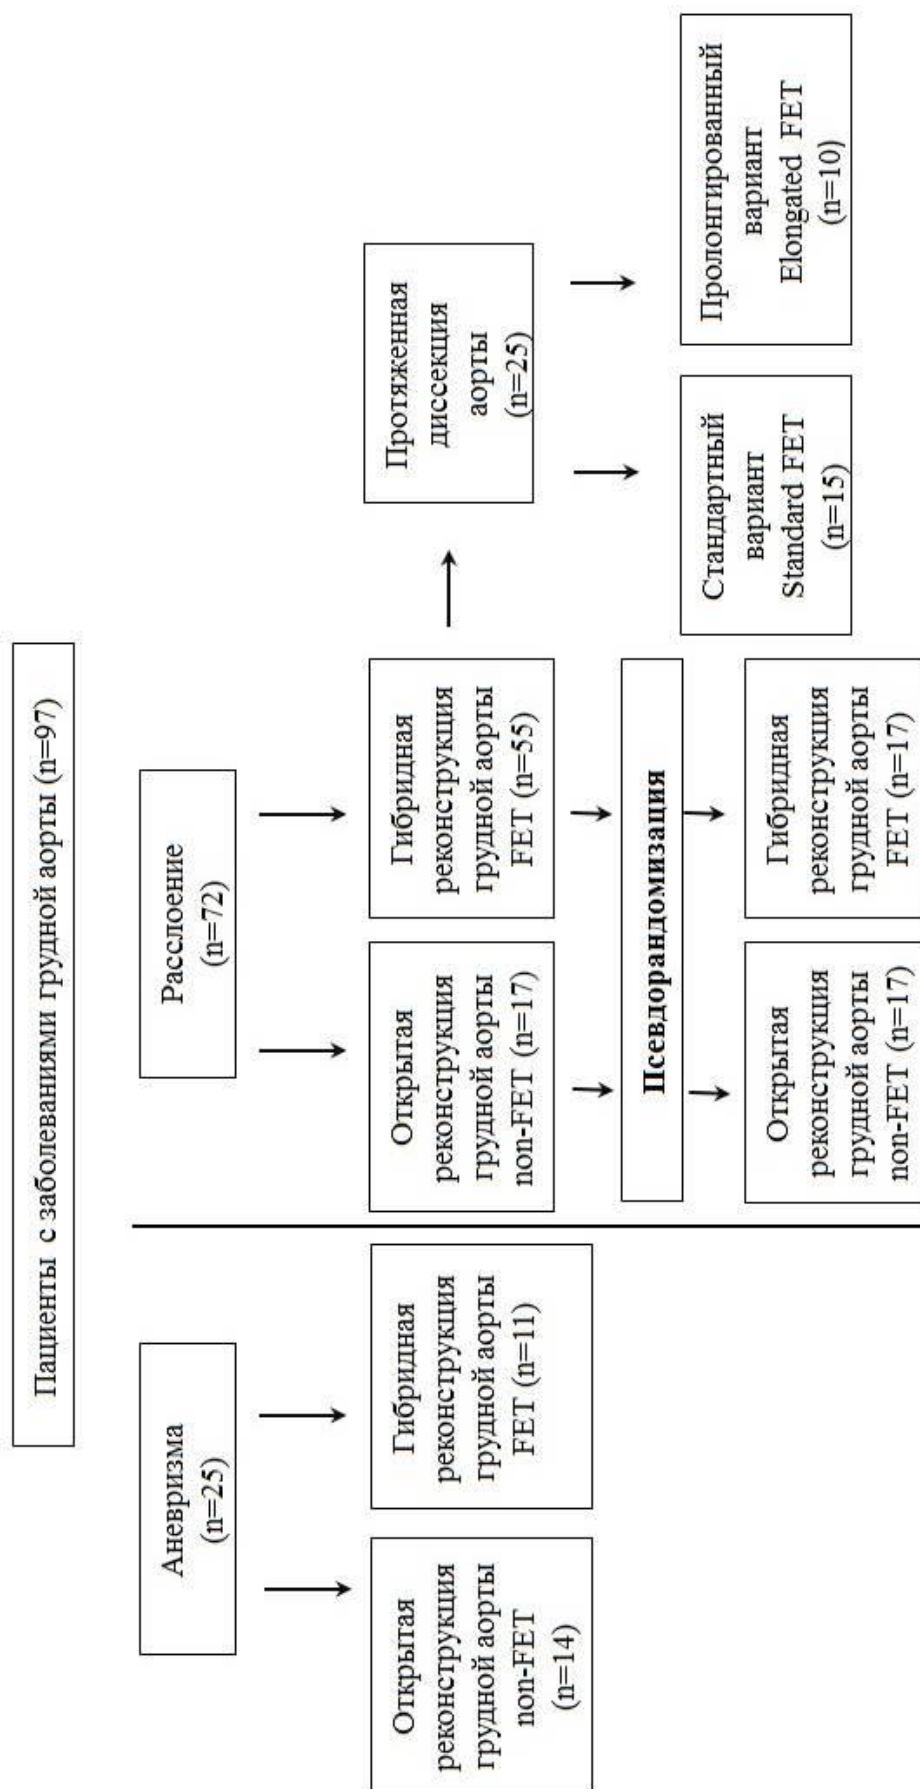 Пациенты с заболеваниями грудной аорты (n=97)
Аневризма
(n=25)
Расслоение
(n=72)
Открытая
реконструкция
грудной аорты
non-FET
(n=14)
Гибридная
реконструкция
грудной аорты
FET (n=11)
Открытая
реконструкция
грудной аорты
non-FET (n=17)
Гибридная
реконструкция
грудной аорты
FET (n=55)
Протяженная
диссекция
аорты
(n=25)
Псевдорандомизация
Открытая
реконструкция
грудной аорты
non-FET (n=17)
Гибридная
реконструкция
грудной аорты
FET (n=17)
Стандартный
вариант
Standard FET
(n=15)
Пролонгированный
вариант
Elongated FET
(n=10)